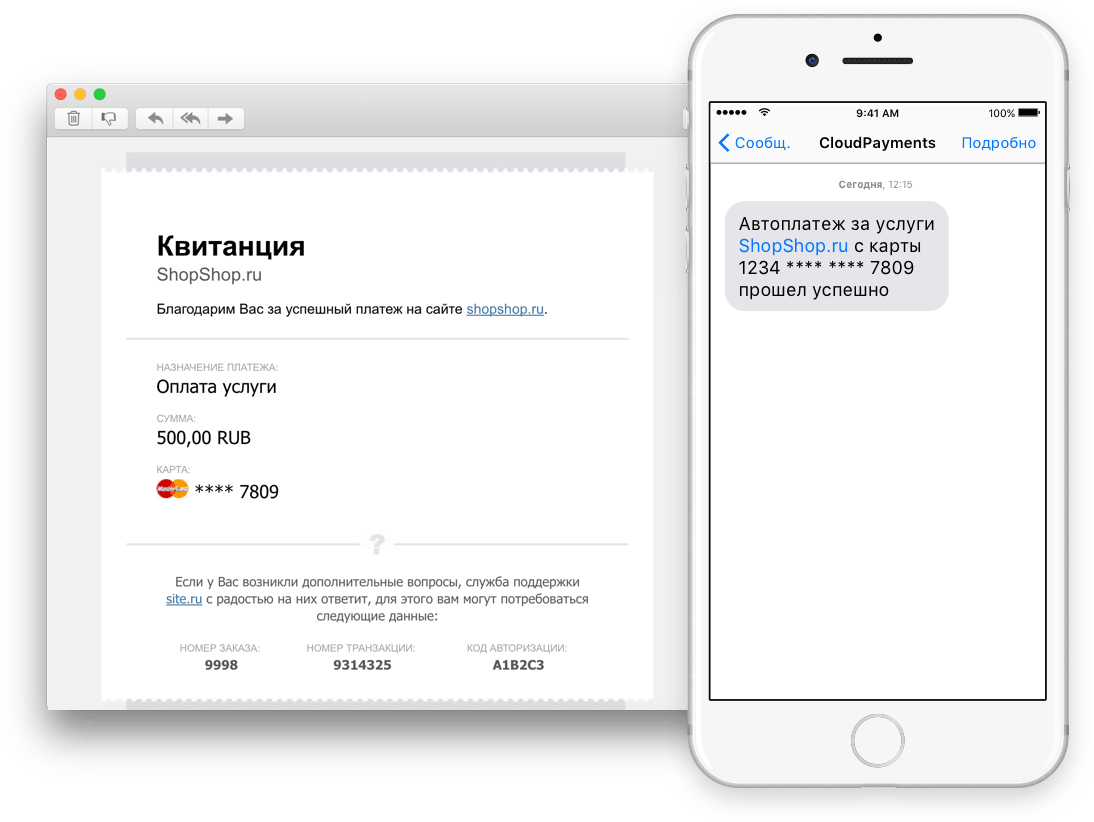 Квитанция
ShopShop.ru
Благодарим Вас за успешный платеж на сайте shopshop.ru.
НАЗНАЧЕНИЕ ПЛАТЕЖА:
Оплата услуги
СУММА:
500,00 RUB
КАРТА:
MasterCard **** 7809
?
Если у Вас возникли дополнительные вопросы, служба поддержки
site.ru с радостью на них ответит, для этого вам могут потребоваться
следующие данные:
НОМЕР ЗАКАЗА: НОМЕР ТРАНЗАКЦИИ: КОД АВТОРИЗАЦИИ:
9998 9314325 A1B2C3
9:41 AM 100%
Сообщ. CloudPayments Подробно
Сегодня, 12:15
Автоплатеж за услуги
ShopShop.ru с карты
1234 **** **** 7809
прошел успешно